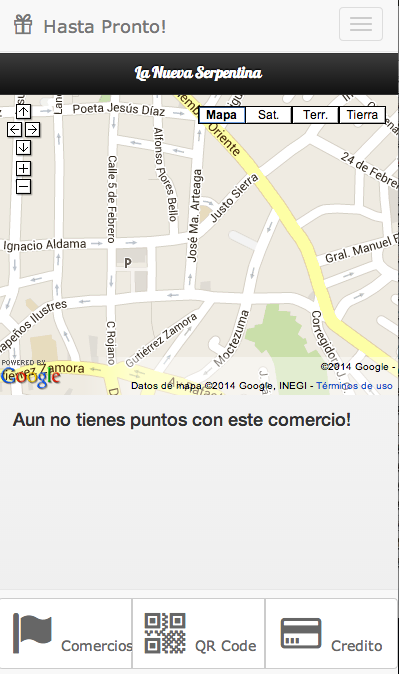 Hasta Pronto!
La Nueva Serpentina
Mapa Sat. Terr. Tierra
Poeta Jesús Díaz
Oriente
Alfonso Flores Bello
Calle 5 de Febrero
José Ma. Arteaga
Justo Sierra
24 de Febrero
Ignacio Aldama
P
Gral. Manuel
Ilustres
C Rojano
Gutiérrez Zamora
Moctezuma
Corregidora
Zamora
POWERED BY
Google
©2014 Google -
Datos de mapa ©2014 Google, INEGI - Términos de uso
Aun no tienes puntos con este comercio!
Comercios QR Code Credito